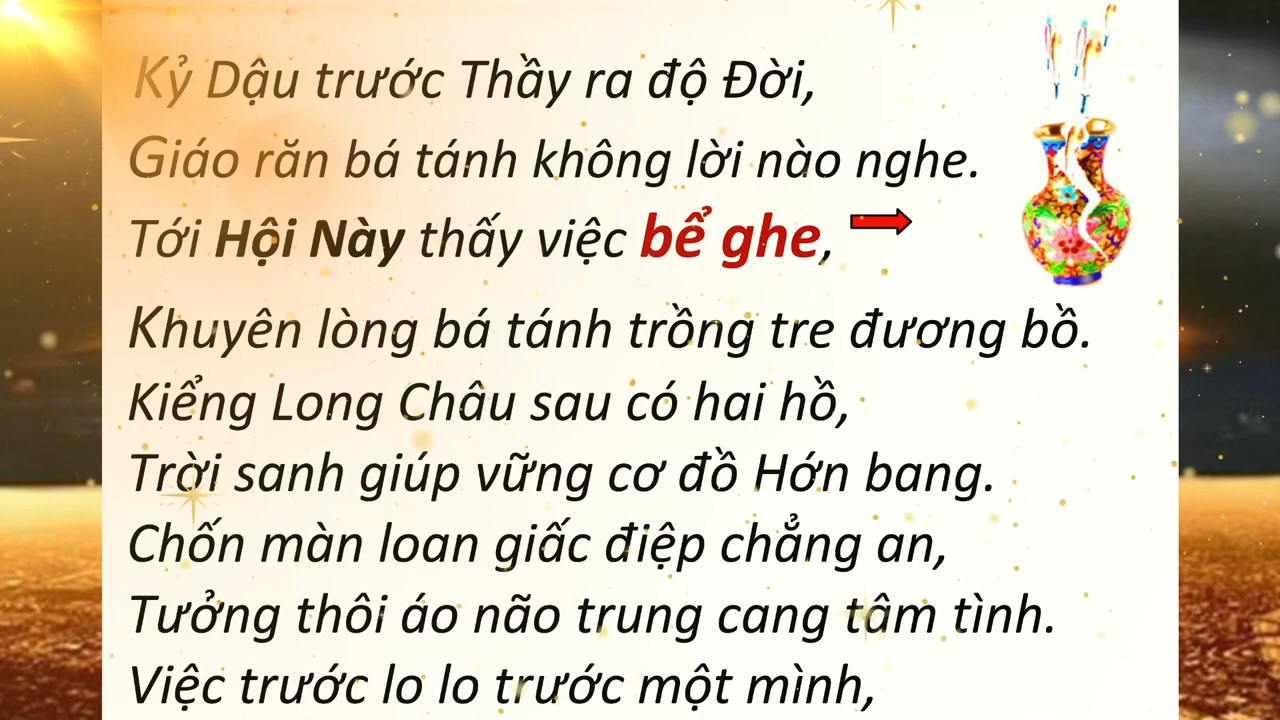 Kỷ Dậu trước Thầy ra độ Đời,
Giáo răn bá tánh không lời nào nghe.
Tới Hội Này thấy việc bể ghe,
Khuyên lòng bá tánh trồng tre đương bồ.
Kiểng Long Châu sau có hai hồ,
Trời sanh giúp vững cơ đồ Hớn bang.
Chốn màn loan giấc điệp chẳng an,
Tưởng thôi áo não trung cang tâm tình.
Việc trước lo lo trước một mình,